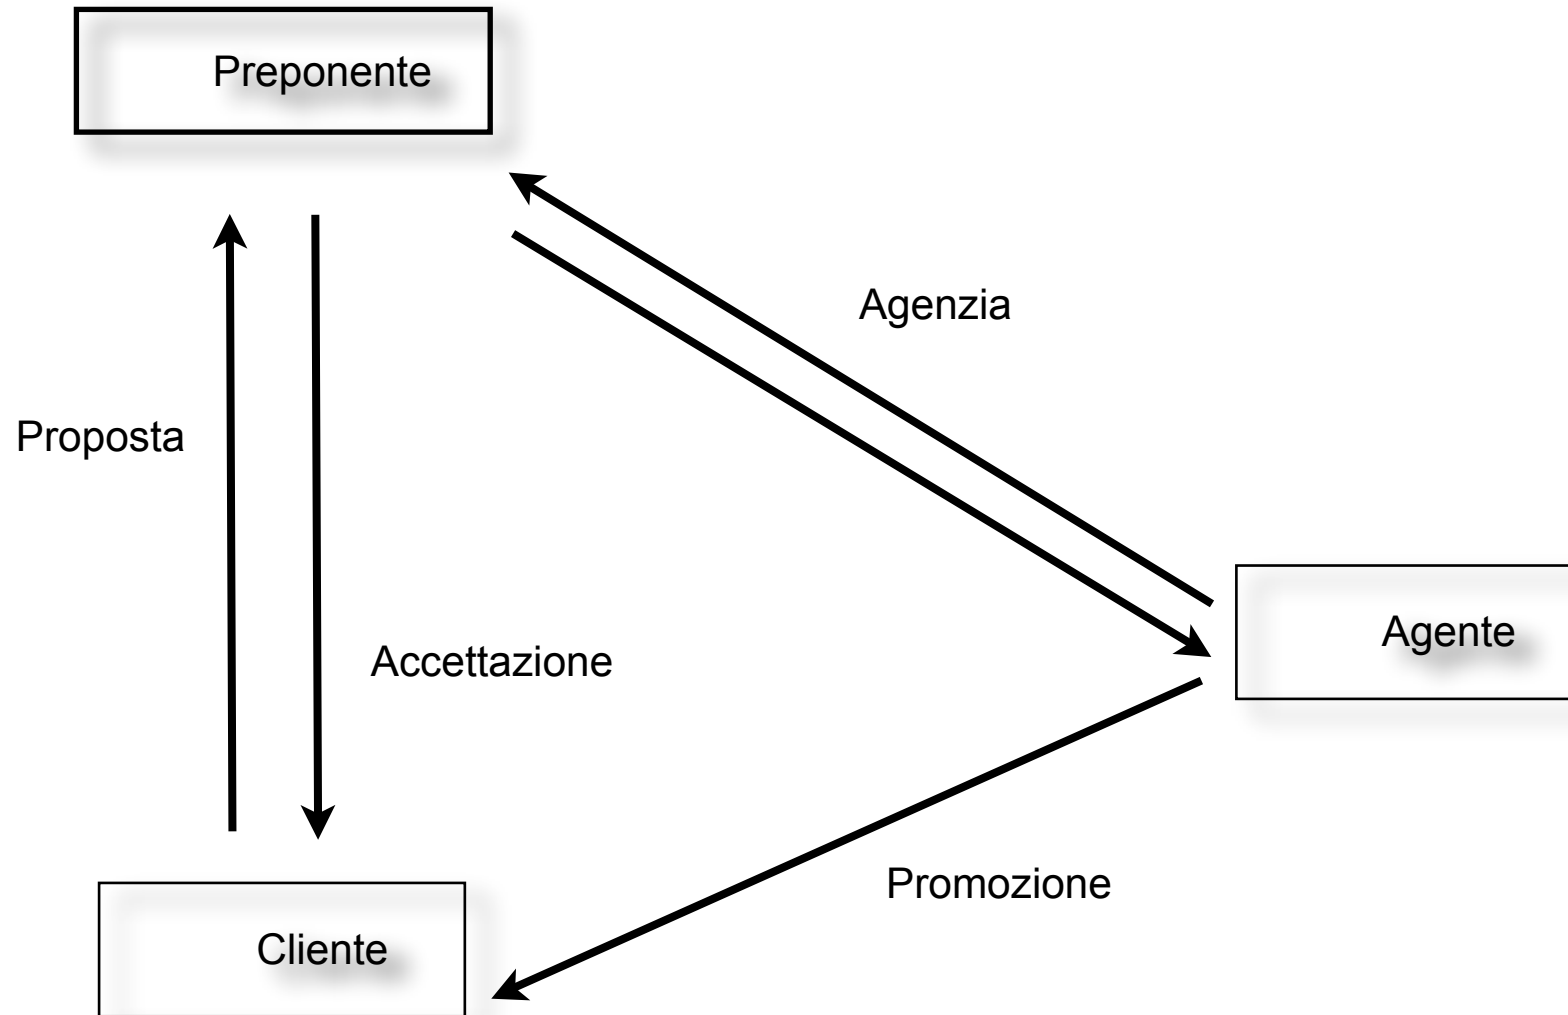 Preponente
Agenzia
Proposta
Agente
Accettazione
Promozione
Cliente